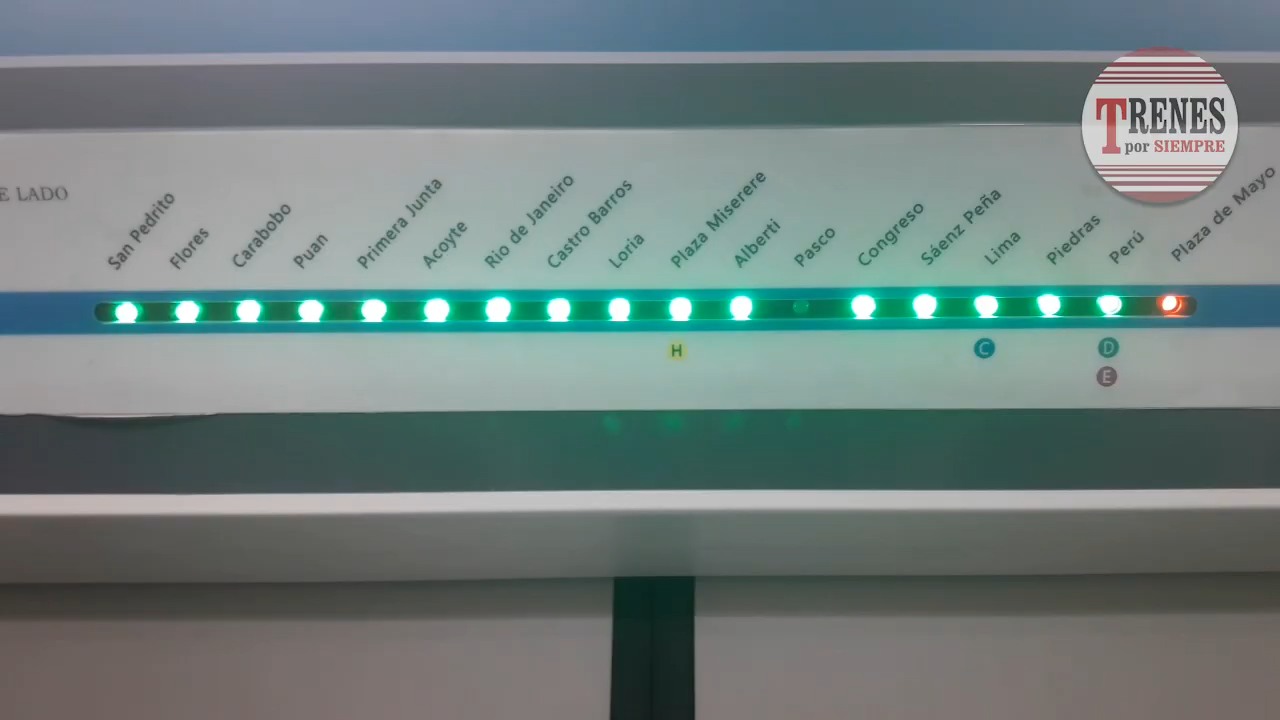 TRENES
por SIEMPRE
E LADO
San Pedrito
Flores
Carabobo
Puan
Primera Junta
Acoyte
Río de Janeiro
Castro Barros
Loria
Plaza Miserere
Alberti
Pasco
Congreso
Sáenz Peña
Lima
Piedras
Perú
Plaza de Mayo
H
C
D
E